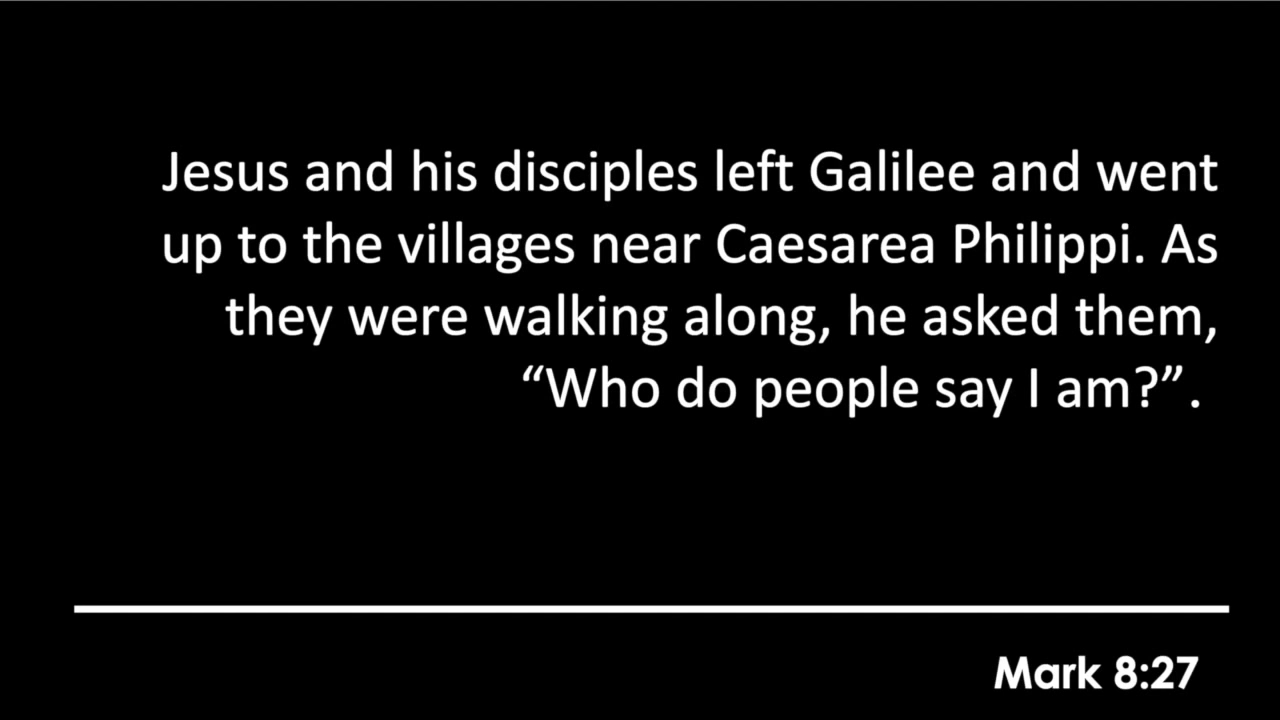 Jesus and his disciples left Galilee and went
up to the villages near Caesarea Philippi. As
they were walking along, he asked them,
“Who do people say I am?”.
Mark 8:27